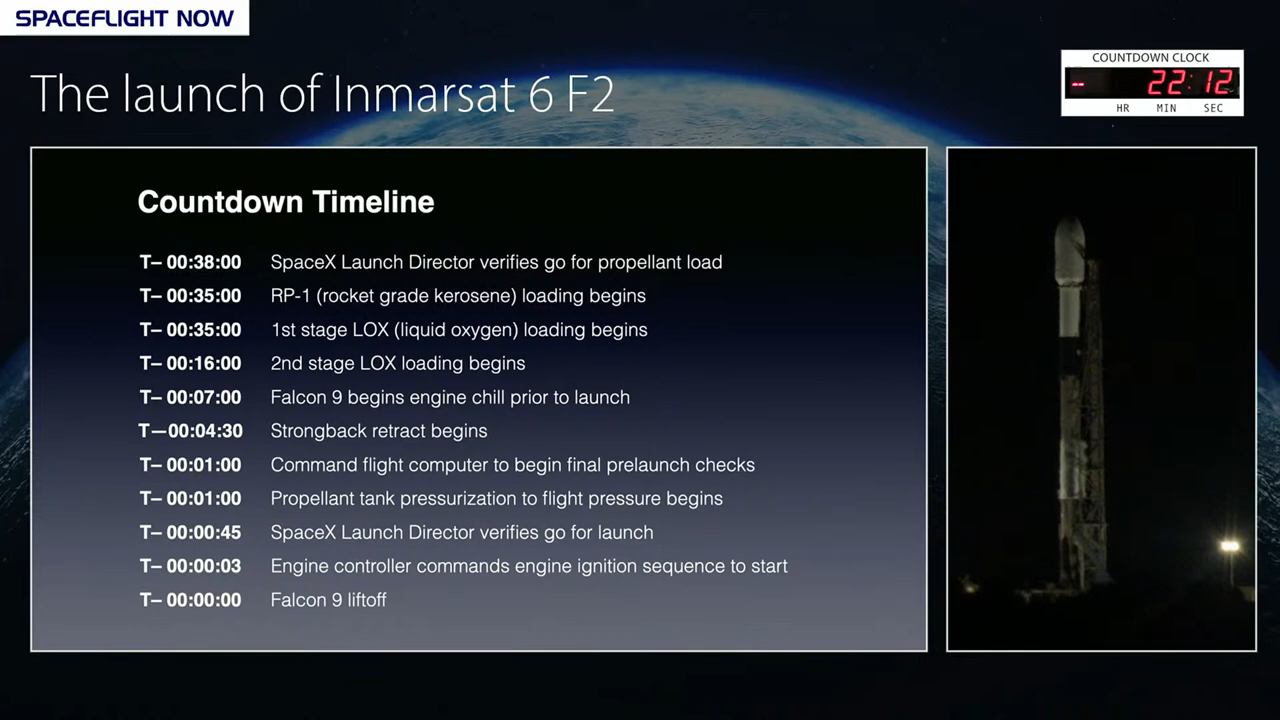 SPACEFLIGHT NOW
The launch of Inmarsat 6 F2
COUNTDOWN CLOCK
-- 22:12
HR MIN SEC
Countdown Timeline
T– 00:38:00 SpaceX Launch Director verifies go for propellant load
T– 00:35:00 RP-1 (rocket grade kerosene) loading begins
T– 00:35:00 1st stage LOX (liquid oxygen) loading begins
T– 00:16:00 2nd stage LOX loading begins
T– 00:07:00 Falcon 9 begins engine chill prior to launch
T—00:04:30 Strongback retract begins
T– 00:01:00 Command flight computer to begin final prelaunch checks
T– 00:01:00 Propellant tank pressurization to flight pressure begins
T– 00:00:45 SpaceX Launch Director verifies go for launch
T– 00:00:03 Engine controller commands engine ignition sequence to start
T– 00:00:00 Falcon 9 liftoff